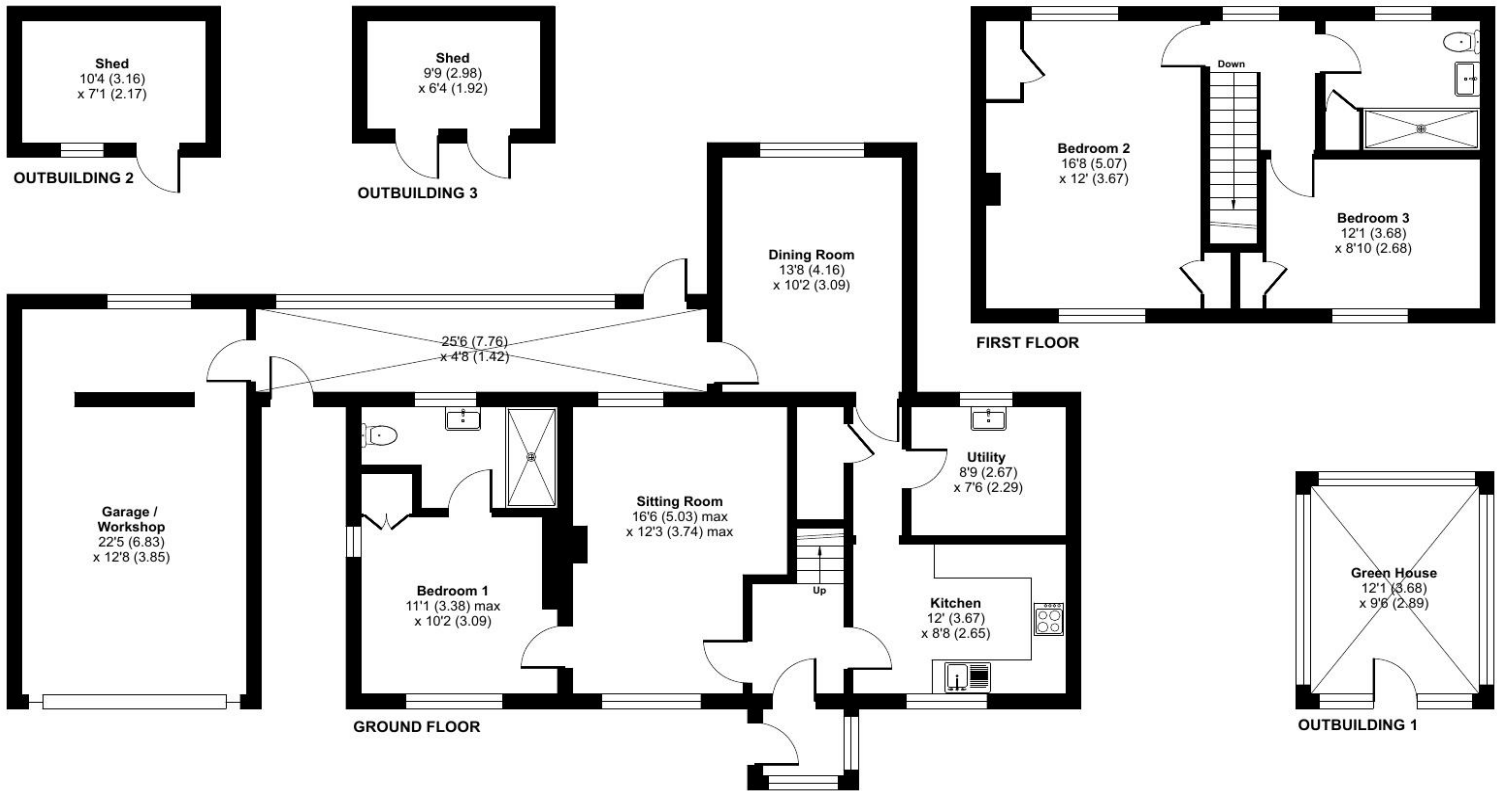 Shed
10'4 (3.16)
x 7'1 (2.17)
OUTBUILDING 2
Shed
9'9 (2.98)
x 6'4 (1.92)
OUTBUILDING 3
Down
Bedroom 2
16'8 (5.07)
x 12' (3.67)
Bedroom 3
12'1 (3.68)
x 8'10 (2.68)
FIRST FLOOR
Dining Room
13'8 (4.16)
x 10'2 (3.09)
25'6 (7.76)
x 4'8 (1.42)
Garage /
Workshop
22'5 (6.83)
x 12'8 (3.85)
Sitting Room
16'6 (5.03) max
x 12'3 (3.74) max
Utility
8'9 (2.67)
x 7'6 (2.29)
Bedroom 1
11'1 (3.38) max
x 10'2 (3.09)
Up
Kitchen
12' (3.67)
x 8'8 (2.65)
GROUND FLOOR
Green House
12'1 (3.68)
x 9'6 (2.89)
OUTBUILDING 1